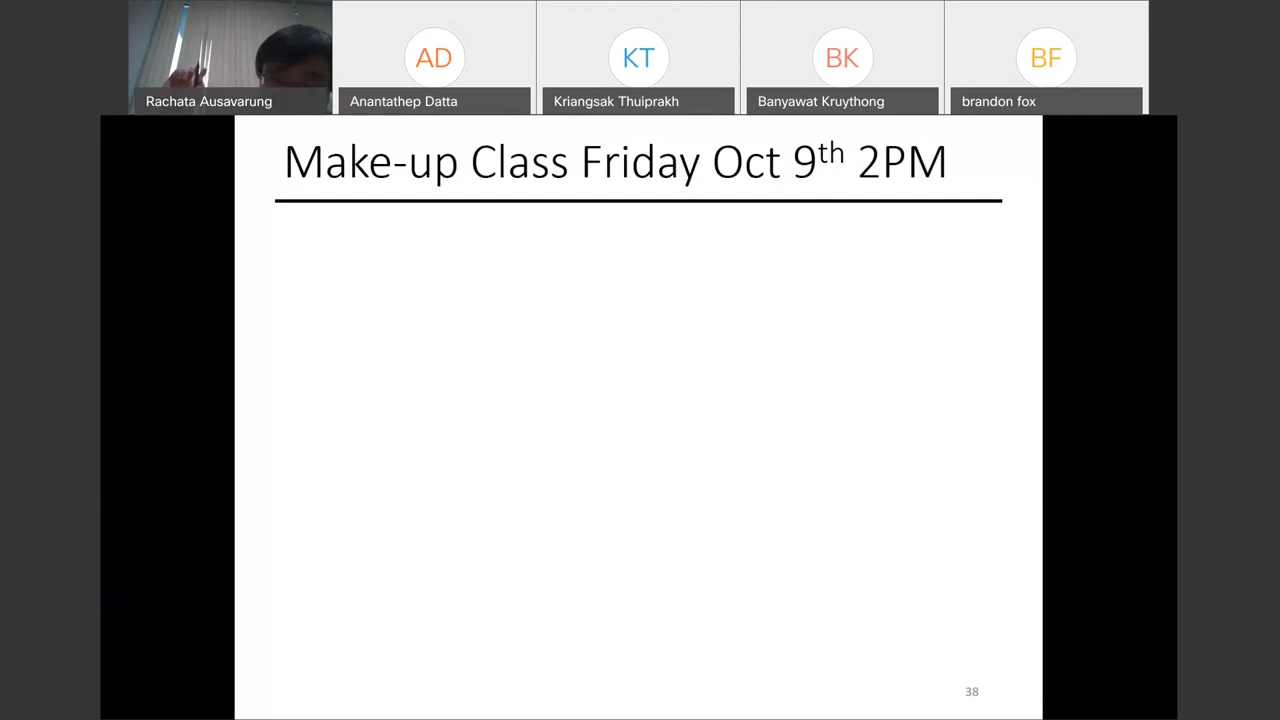 AD
KT
BK
BF
Rachata Ausavarung
Anantathep Datta
Kriangsak Thuiprakh
Banyawat Kruythong
brandon fox
Make-up Class Friday Oct 9th 2PM
38